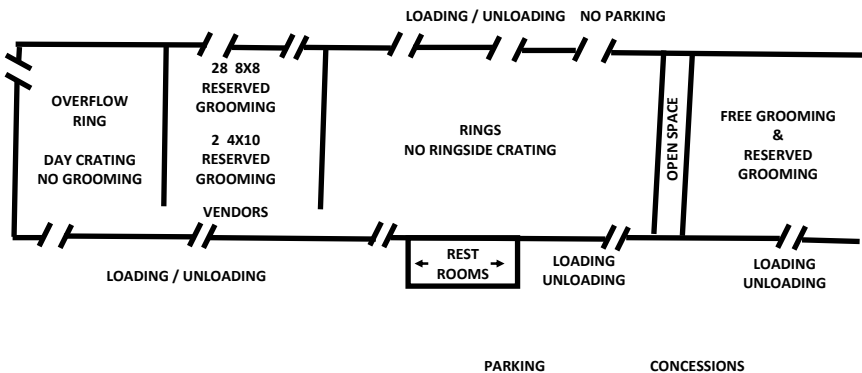 LOADING / UNLOADING NO PARKING
OVERFLOW
RING
DAY CRATING
NO GROOMING
28 8X8
RESERVED
GROOMING
2 4X10
RESERVED
GROOMING
VENDORS
RINGS
NO RINGSIDE CRATING
OPEN SPACE
FREE GROOMING
&
RESERVED
GROOMING
LOADING / UNLOADING
REST
ROOMS
LOADING
UNLOADING
LOADING
UNLOADING
PARKING
CONCESSIONS